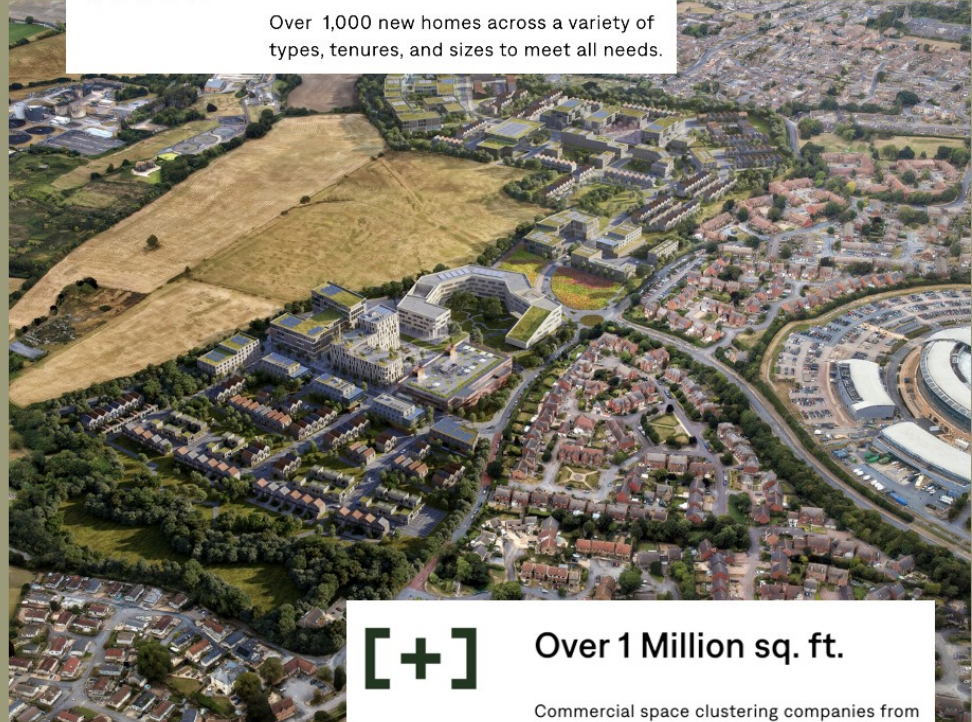 Over 1,000 new homes across a variety of
types, tenures, and sizes to meet all needs.
[+]
Over 1 Million sq. ft.
Commercial space clustering companies from